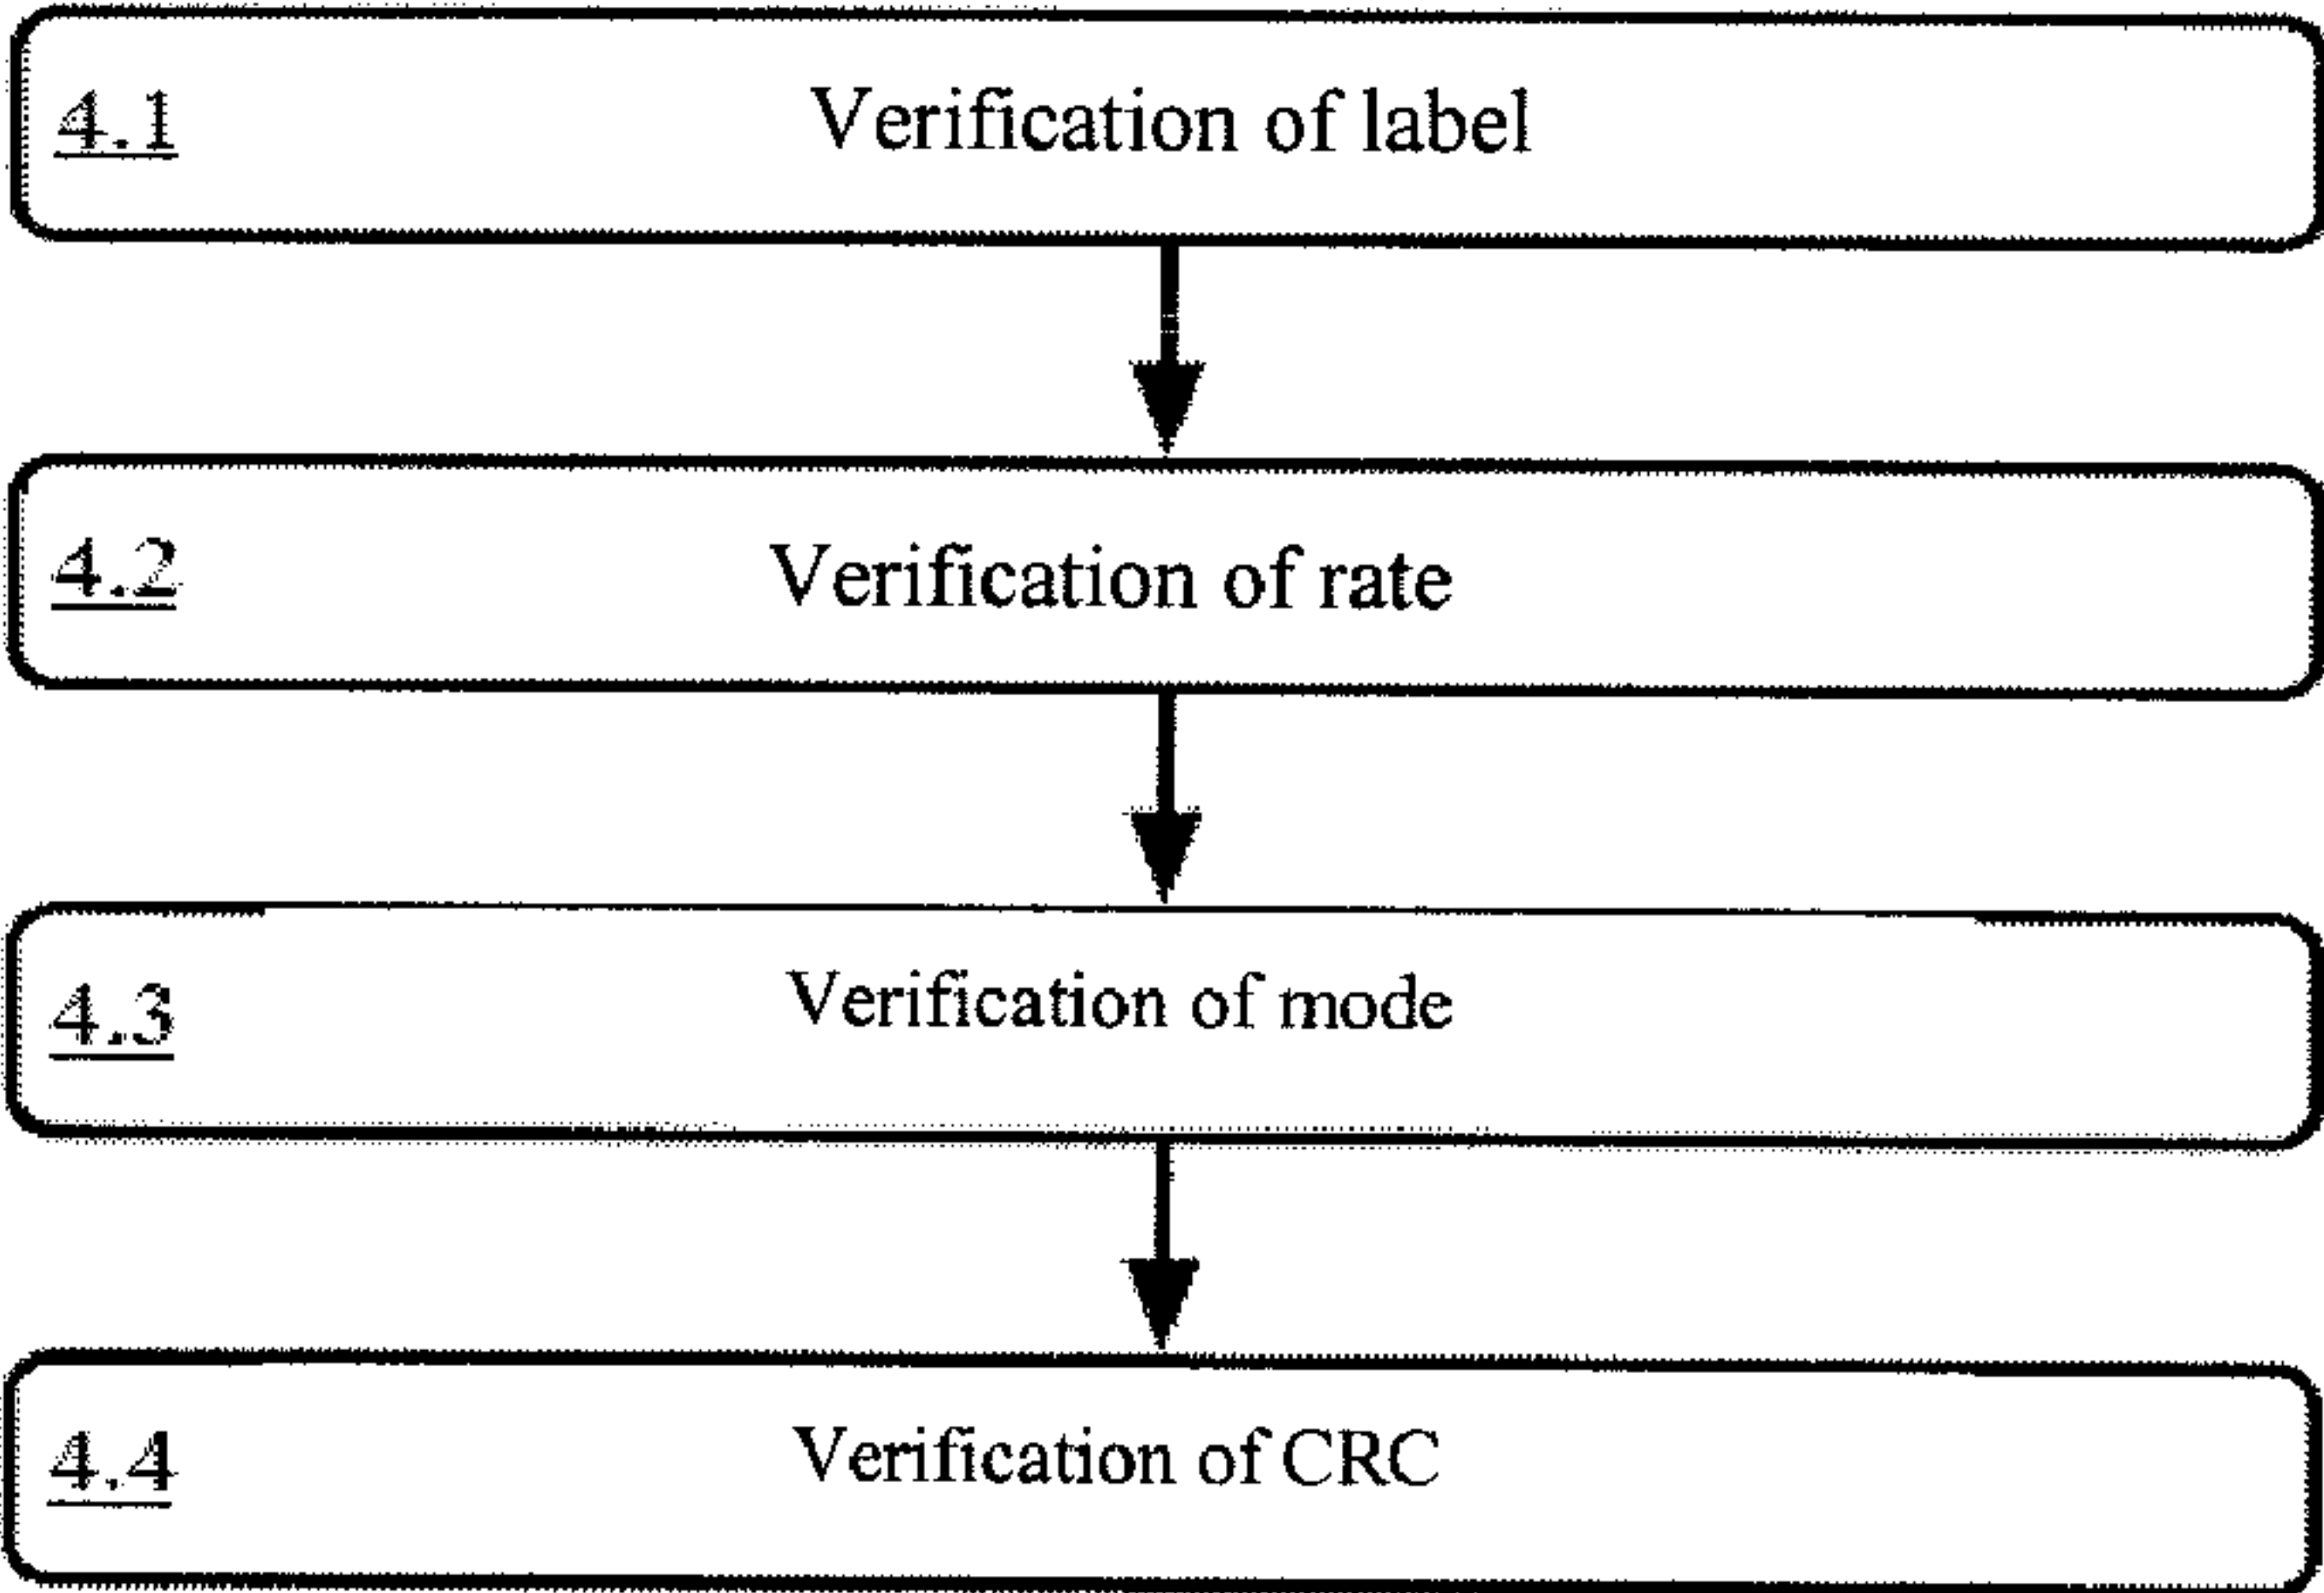 4.1 Verification of label
4.2 Verification of rate
4.3 Verification of mode
4.4 Verification of CRC